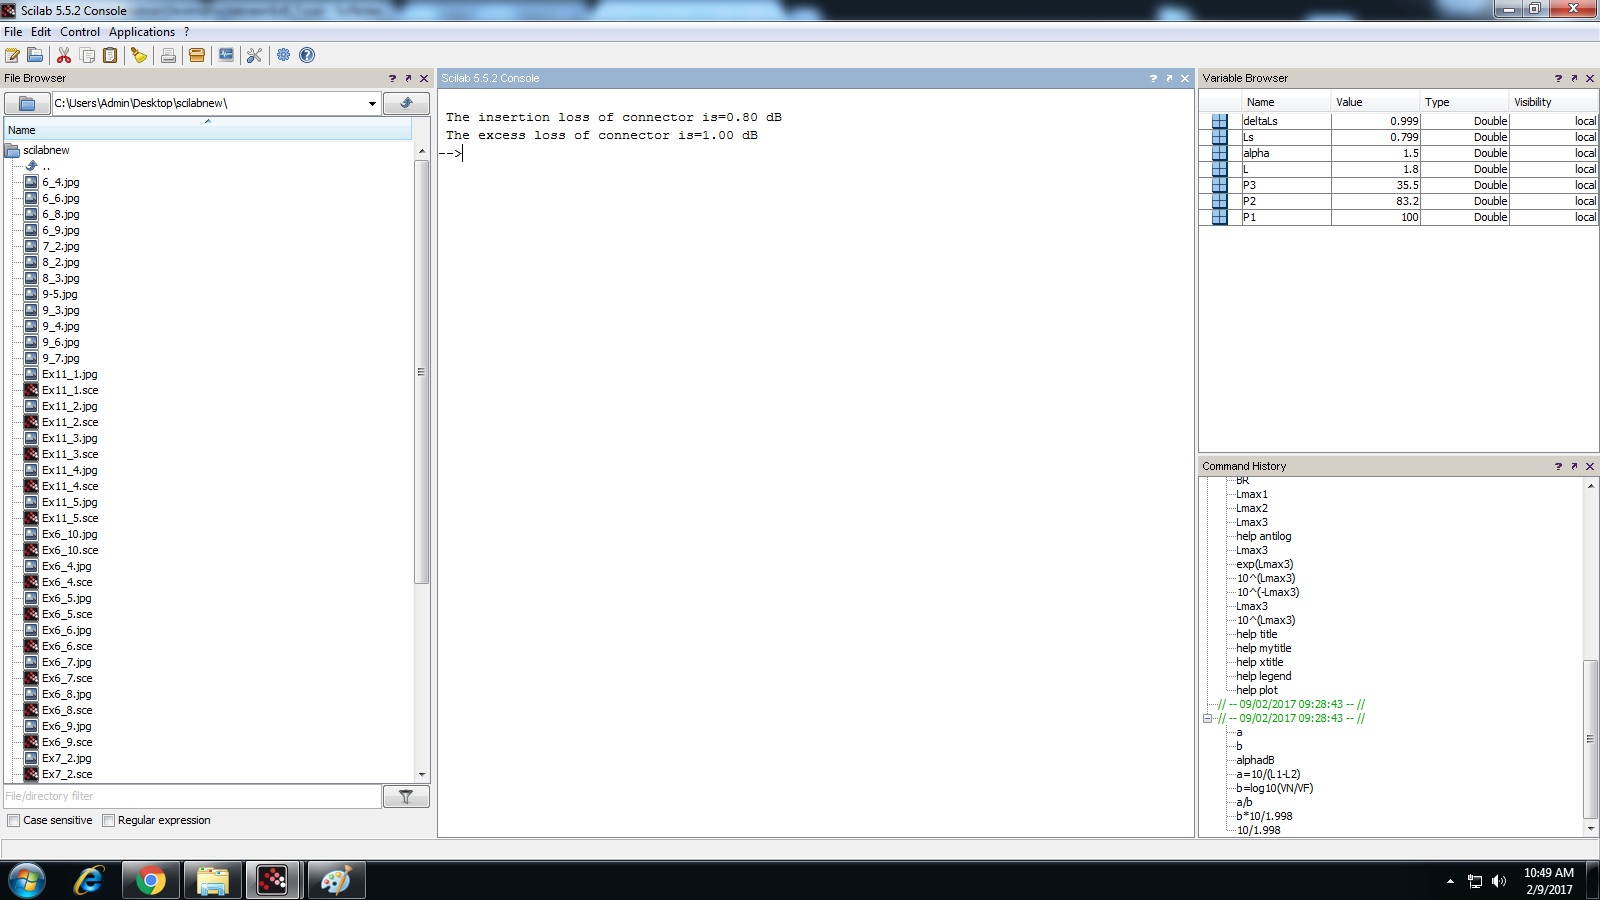 Scilab 5.5.2 Console
File Edit Control Applications ?
File Browser
C:\Users\Admin\Desktop\scilabnew\
Name
scilabnew
..
6_4.jpg
6_6.jpg
6_8.jpg
6_9.jpg
7_2.jpg
8_2.jpg
8_3.jpg
9-5.jpg
9_3.jpg
9_4.jpg
9_6.jpg
9_7.jpg
Ex11_1.jpg
Ex11_1.sce
Ex11_2.jpg
Ex11_2.sce
Ex11_3.jpg
Ex11_3.sce
Ex11_4.jpg
Ex11_4.sce
Ex11_5.jpg
Ex11_5.sce
Ex6_10.jpg
Ex6_10.sce
Ex6_4.jpg
Ex6_4.sce
Ex6_5.jpg
Ex6_5.sce
Ex6_6.jpg
Ex6_6.sce
Ex6_7.jpg
Ex6_7.sce
Ex6_8.jpg
Ex6_8.sce
Ex6_9.jpg
Ex6_9.sce
Ex7_2.jpg
Ex7_2.sce
File/directory filter
Case sensitive Regular expression
Scilab 5.5.2 Console
The insertion loss of connector is=0.80 dB
The excess loss of connector is=1.00 dB
-->
Variable Browser
Name Value Type Visibility
deltaLs 0.999 Double local
Ls 0.799 Double local
alpha 1.5 Double local
L 1.8 Double local
P3 35.5 Double local
P2 83.2 Double local
P1 100 Double local
Command History
BR
Lmax1
Lmax2
Lmax3
help antilog
Lmax3
exp(Lmax3)
10^(Lmax3)
10^(-Lmax3)
Lmax3
10^(Lmax3)
help title
help mytitle
help xtitle
help legend
help plot
// -- 09/02/2017 09:28:43 -- //
// -- 09/02/2017 09:28:43 -- //
a
b
alphadB
a=10/(L1-L2)
b=log10(VN/VF)
a/b
b*10/1.998
10/1.998
10:49 AM
2/9/2017